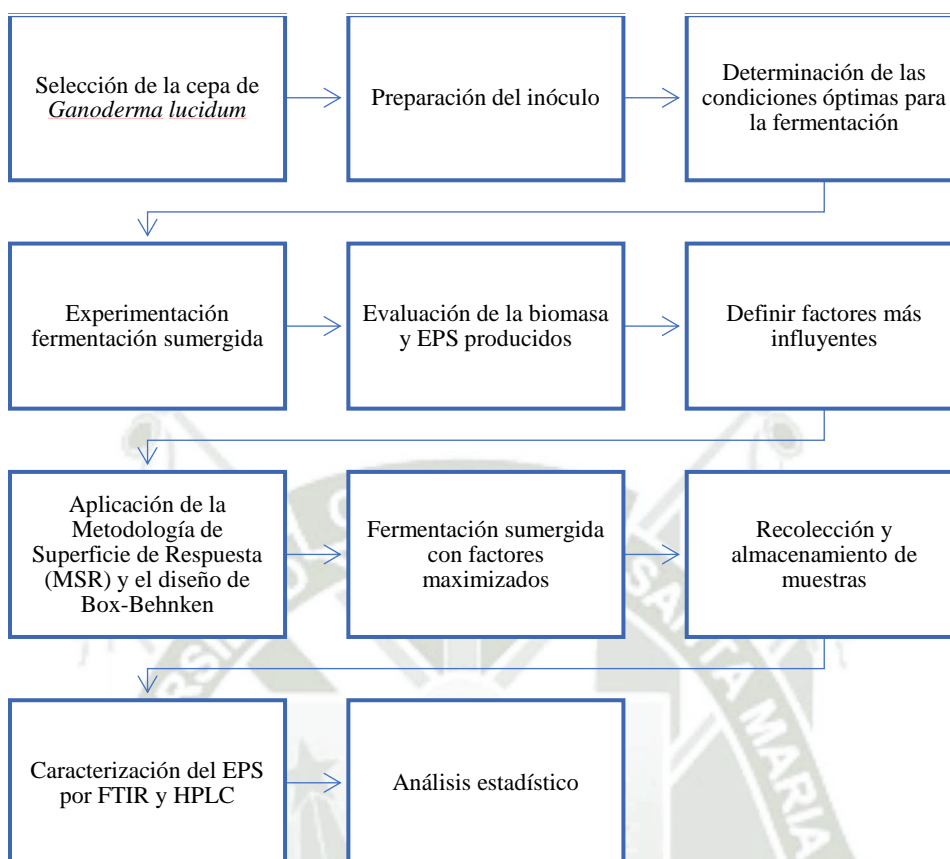 Selección de la cepa de
Ganoderma lucidum
Preparación del inóculo
Determinación de las
condiciones óptimas para
la fermentación
Experimentación
fermentación sumergida
Evaluación de la biomasa
y EPS producidos
Definir factores más
influyentes
Aplicación de la
Metodología de
Superficie de Respuesta
(MSR) y el diseño de
Box-Behnken
Fermentación sumergida
con factores
maximizados
Recolección y
almacenamiento de
muestras
Caracterización del EPS
por FTIR y HPLC
Análisis estadístico
SANTA MARIA